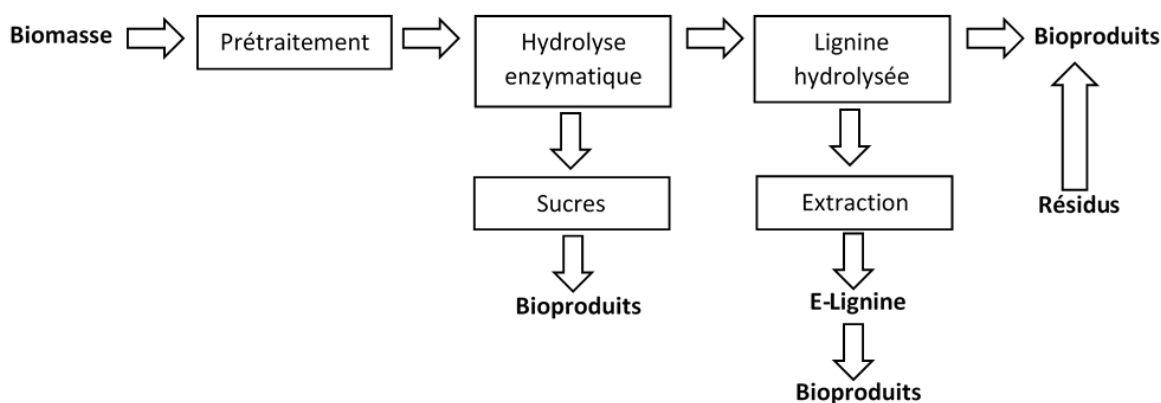 Biomasse
Prétraitement
Hydrolyse
enzymatique
Lignine
hydrolysée
Bioproduits
Sucres
Extraction
Résidus
Bioproduits
E-Lignine
Bioproduits